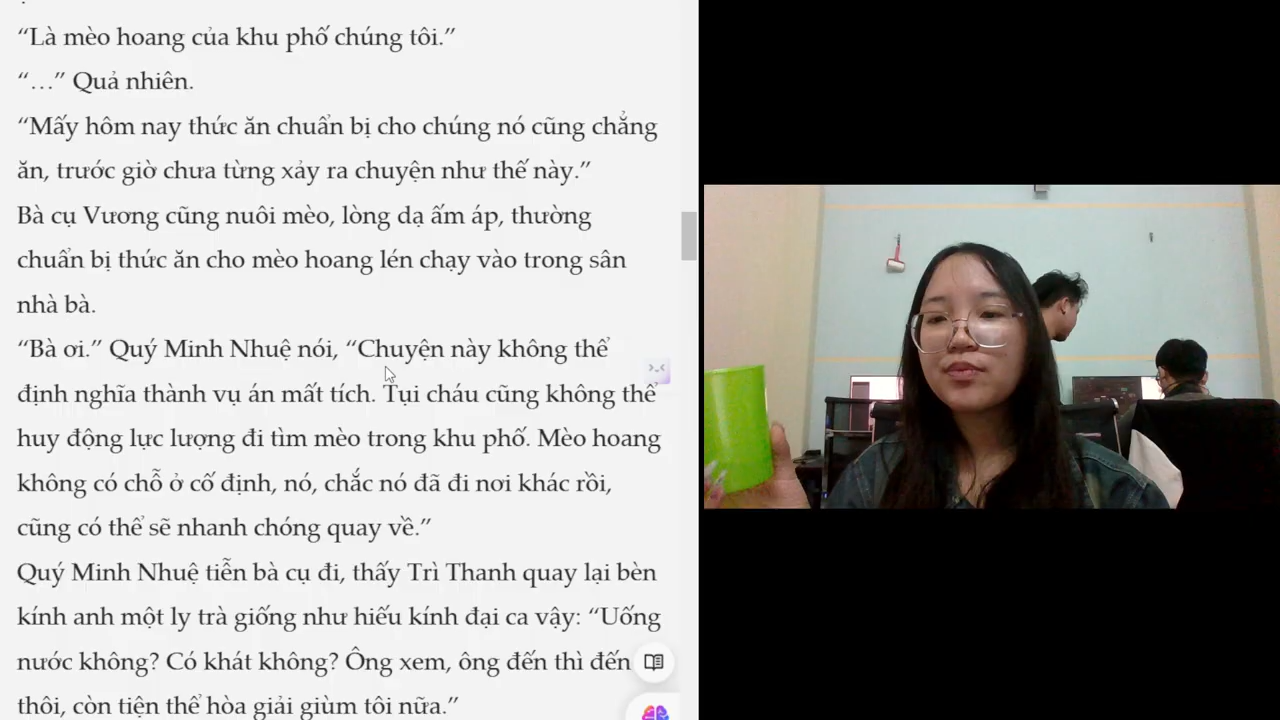 “Là mèo hoang của khu phố chúng tôi.”
“…” Quả nhiên.
“Mấy hôm nay thức ăn chuẩn bị cho chúng nó cũng chẳng
ăn, trước giờ chưa từng xảy ra chuyện như thế này.”
Bà cụ Vương cũng nuôi mèo, lòng dạ ấm áp, thường
chuẩn bị thức ăn cho mèo hoang lén chạy vào trong sân
nhà bà.
“Bà ơi.” Quý Minh Nhuệ nói, “Chuyện này không thể
định nghĩa thành vụ án mất tích. Tụi cháu cũng không thể
huy động lực lượng đi tìm mèo trong khu phố. Mèo hoang
không có chỗ ở cố định, nó, chắc nó đã đi nơi khác rồi,
cũng có thể sẽ nhanh chóng quay về.”
Quý Minh Nhuệ tiễn bà cụ đi, thấy Trì Thanh quay lại bèn
kính anh một ly trà giống như hiếu kính đại ca vậy: “Uống
nước không? Có khát không? Ông xem, ông đến thì đến
thôi, còn tiện thể hòa giải giùm tôi nữa.”